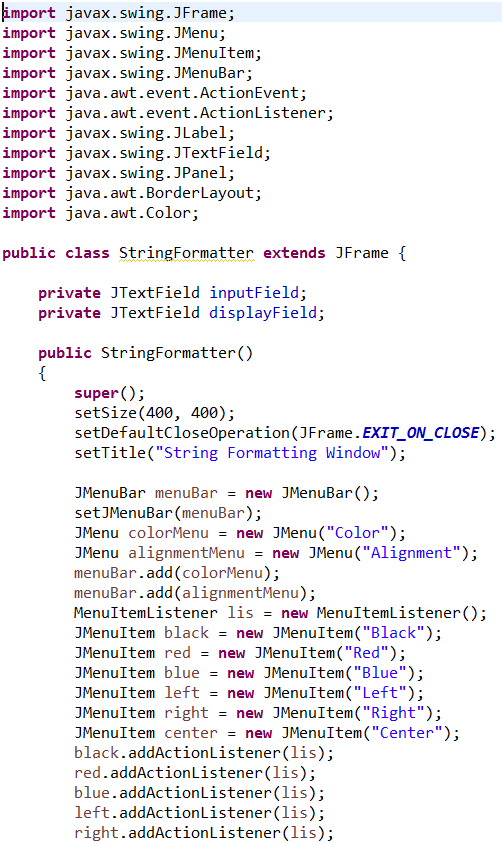 import javax.swing.JFrame;
import javax.swing.JMenu;
import javax.swing.JMenuItem;
import javax.swing.JMenuBar;
import java.awt.event.ActionEvent;
import java.awt.event.ActionListener;
import javax.swing.JLabel;
import javax.swing.JTextField;
import javax.swing.JPanel;
import java.awt.BorderLayout;
import java.awt.Color;

public class StringFormatter extends JFrame {

    private JTextField inputField;
    private JTextField displayField;

    public StringFormatter()
    {
        super();
        setSize(400, 400);
        setDefaultCloseOperation(JFrame.EXIT_ON_CLOSE);
        setTitle("String Formatting Window");

        JMenuBar menuBar = new JMenuBar();
        setJMenuBar(menuBar);
        JMenu colorMenu = new JMenu("Color");
        JMenu alignmentMenu = new JMenu("Alignment");
        menuBar.add(colorMenu);
        menuBar.add(alignmentMenu);
        MenuItemListener lis = new MenuItemListener();
        JMenuItem black = new JMenuItem("Black");
        JMenuItem red = new JMenuItem("Red");
        JMenuItem blue = new JMenuItem("Blue");
        JMenuItem left = new JMenuItem("Left");
        JMenuItem right = new JMenuItem("Right");
        JMenuItem center = new JMenuItem("Center");
        black.addActionListener(lis);
        red.addActionListener(lis);
        blue.addActionListener(lis);
        left.addActionListener(lis);
        right.addActionListener(lis);